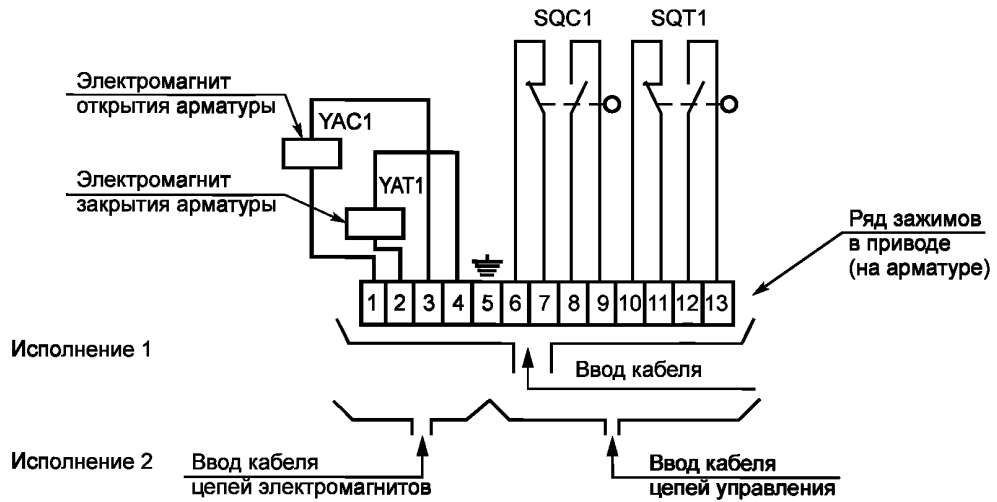 SQC1 SQT1
Электромагнит
открытия арматуры
YAC1
Электромагнит
закрытия арматуры
YAT1
Ряд зажимов
в приводе
(на арматуре)
1 2 3 4 5 6 7 8 9 10 11 12 13
Исполнение 1
Ввод кабеля
Исполнение 2
Ввод кабеля
цепей электромагнитов
Ввод кабеля
цепей управления